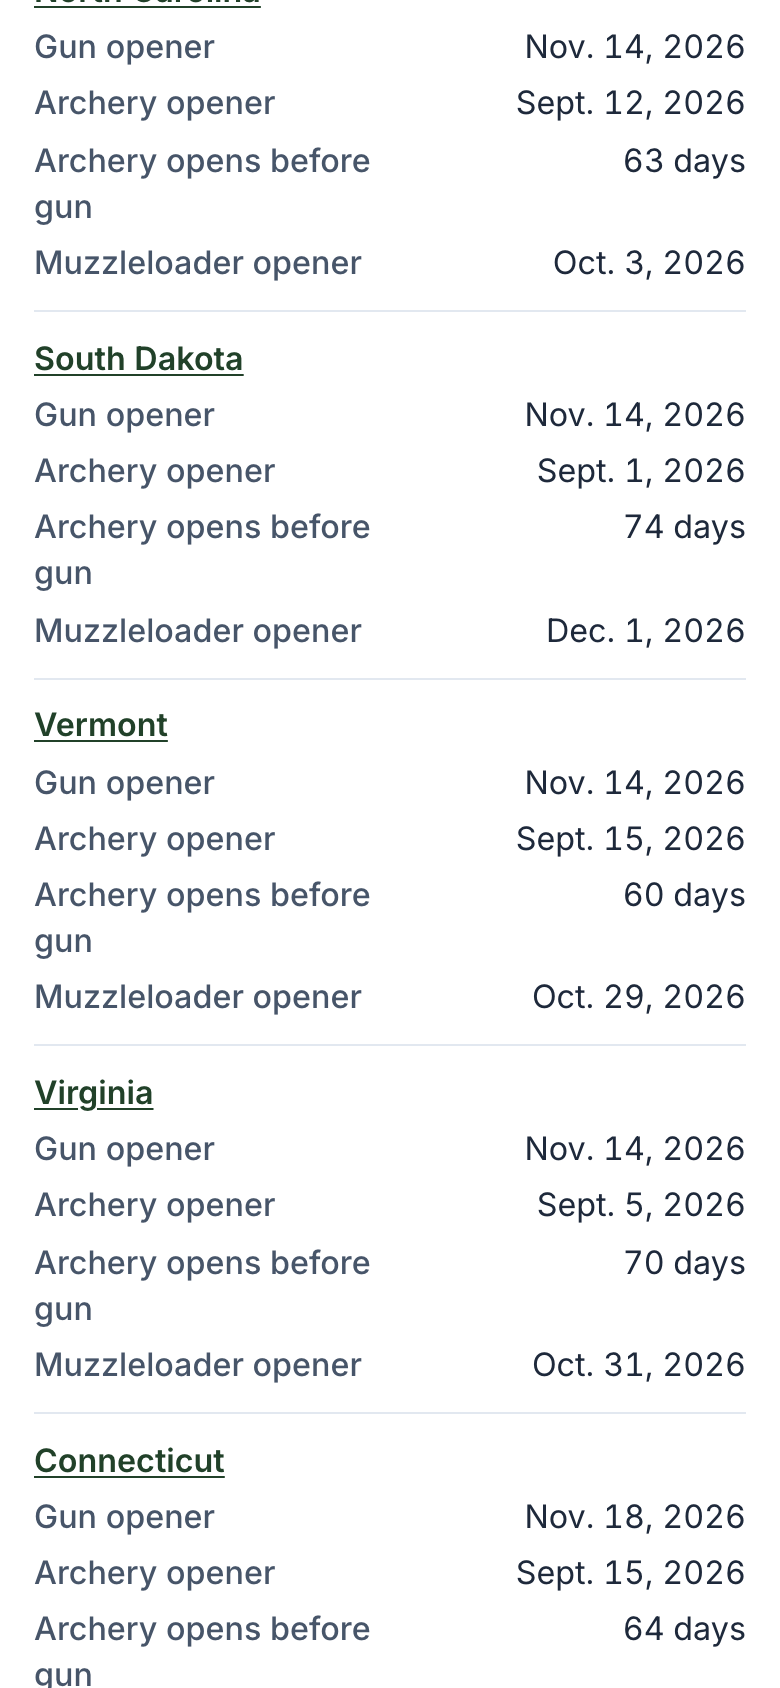 North Carolina
Gun opener Nov. 14, 2026
Archery opener Sept. 12, 2026
Archery opens before 63 days
gun
Muzzleloader opener Oct. 3, 2026
South Dakota
Gun opener Nov. 14, 2026
Archery opener Sept. 1, 2026
Archery opens before 74 days
gun
Muzzleloader opener Dec. 1, 2026
Vermont
Gun opener Nov. 14, 2026
Archery opener Sept. 15, 2026
Archery opens before 60 days
gun
Muzzleloader opener Oct. 29, 2026
Virginia
Gun opener Nov. 14, 2026
Archery opener Sept. 5, 2026
Archery opens before 70 days
gun
Muzzleloader opener Oct. 31, 2026
Connecticut
Gun opener Nov. 18, 2026
Archery opener Sept. 15, 2026
Archery opens before 64 days
gun